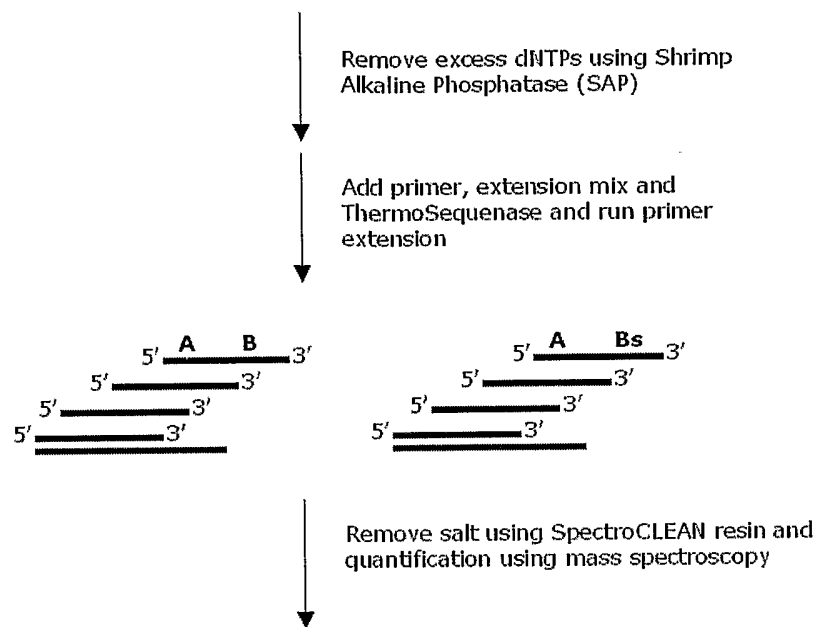 Remove excess dNTPs using Shrimp
Alkaline Phosphatase (SAP)
Add primer, extension mix and
ThermoSequenase and run primer
extension
5' A B 3'
5' 3'
5' 3'
5' 3'
5' A Bs 3'
5' 3'
5' 3'
5' 3'
Remove salt using SpectroCLEAN resin and
quantification using mass spectroscopy